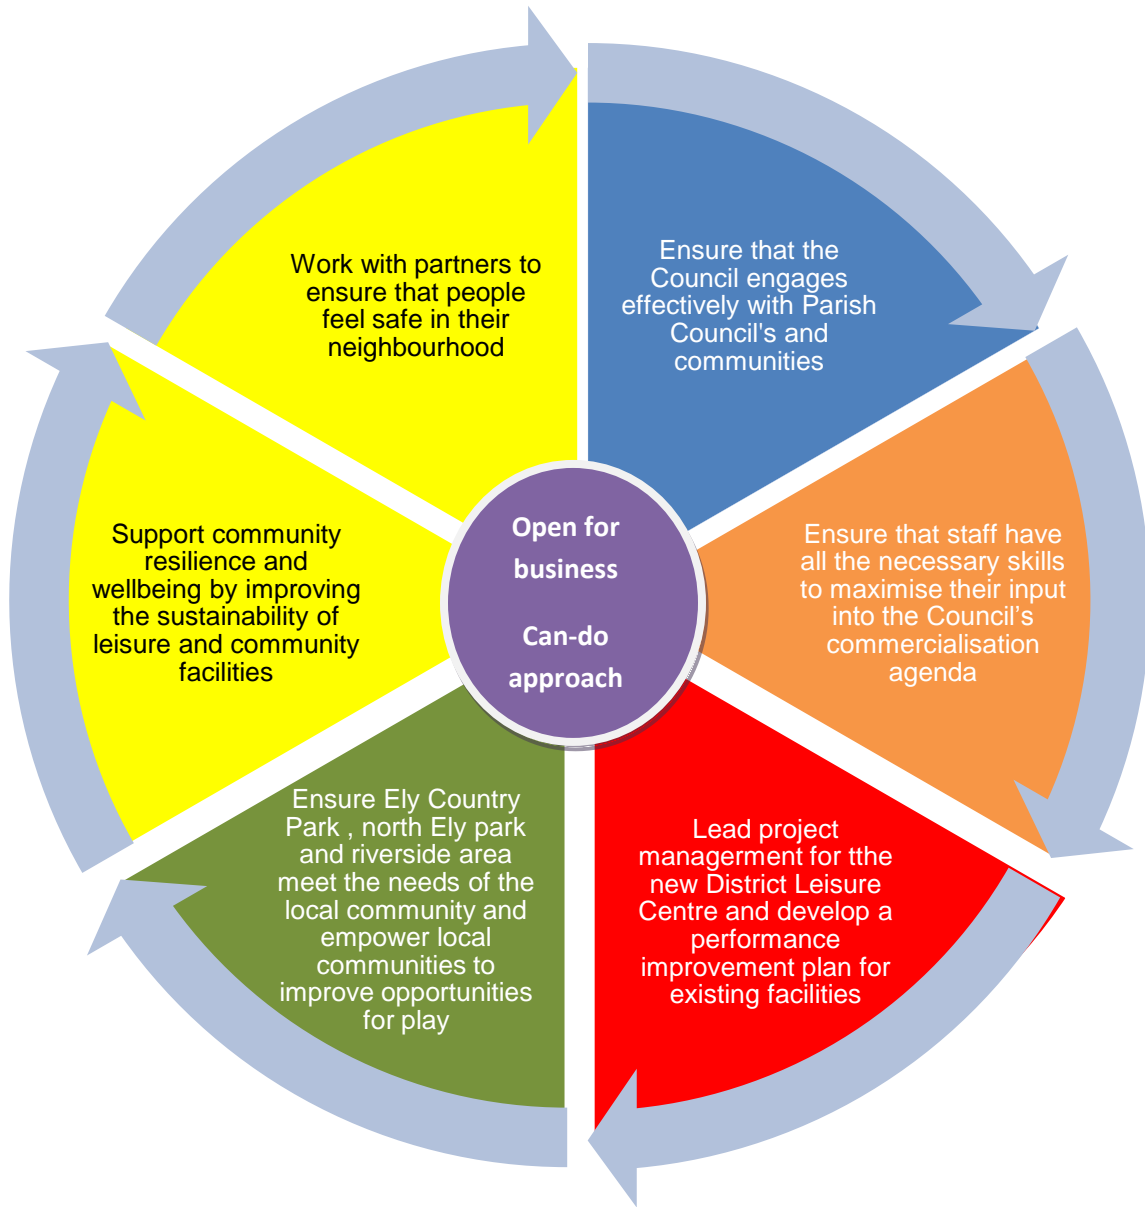 Work with partners to
ensure that people
feel safe in their
neighbourhood
Ensure that the
Council engages
effectively with Parish
Council's and
communities
Ensure that staff have
all the necessary skills
to maximise their input
into the Council’s
commercialisation
agenda
Lead project
managerment for tthe
new District Leisure
Centre and develop a
performance
improvement plan for
existing facilities
Ensure Ely Country
Park , north Ely park
and riverside area
meet the needs of the
local community and
empower local
communities to
improve opportunities
for play
Support community
resilience and
wellbeing by improving
the sustainability of
leisure and community
facilities
Open for
business
Can-do
approach